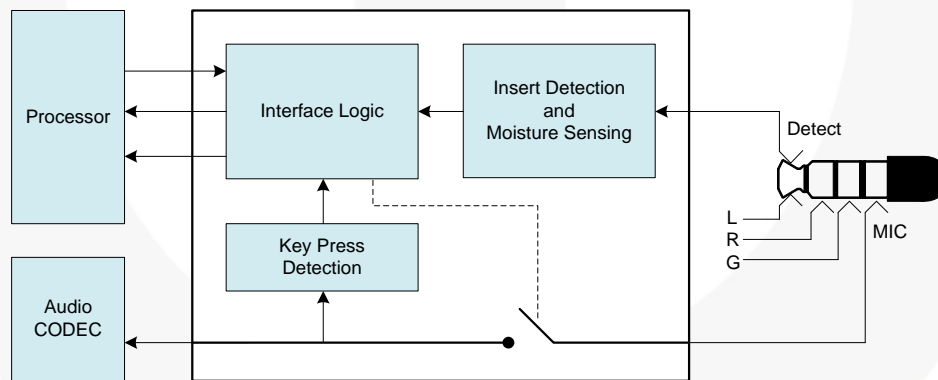 Processor
Interface Logic
Insert Detection
and
Moisture Sensing
Detect
L
R
G
MIC
Key Press
Detection
Audio
CODEC